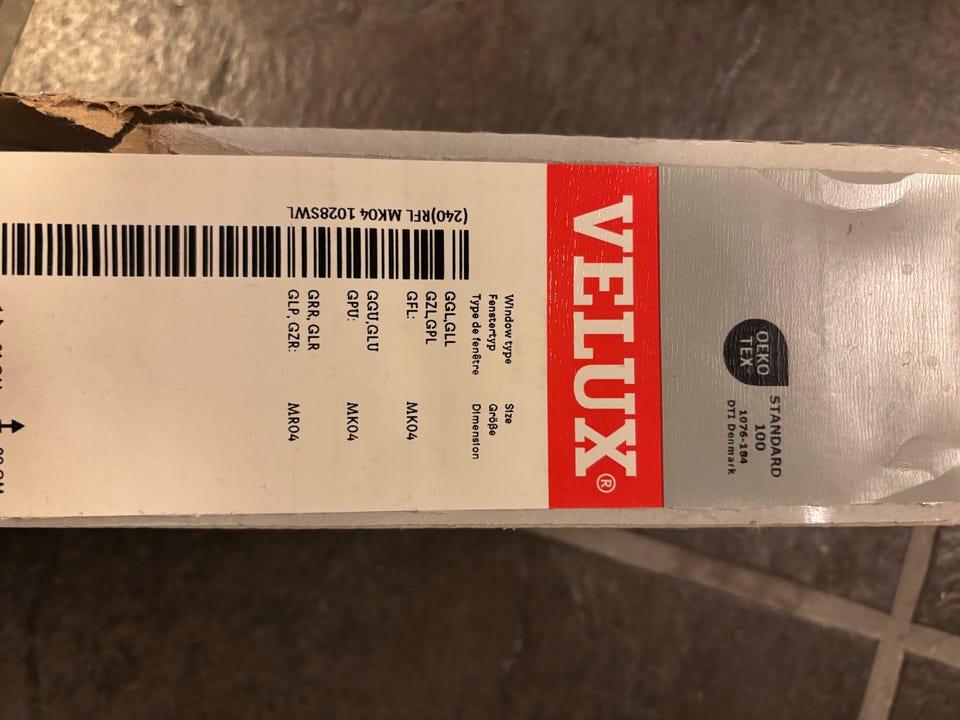 OEKO
TEX®
STANDARD
100
1076-184
DTI Denmark
VELUX®
Window type Size
Fenstertyp Größe
Type de fenêtre Dimension
GGL,GLL
GZL,GPL
GFL: MK04
GGU,GLU
GPU: MK04
GRR, GLR
GLP, GZR: MR04
(240)RFL MK04 1028SWL